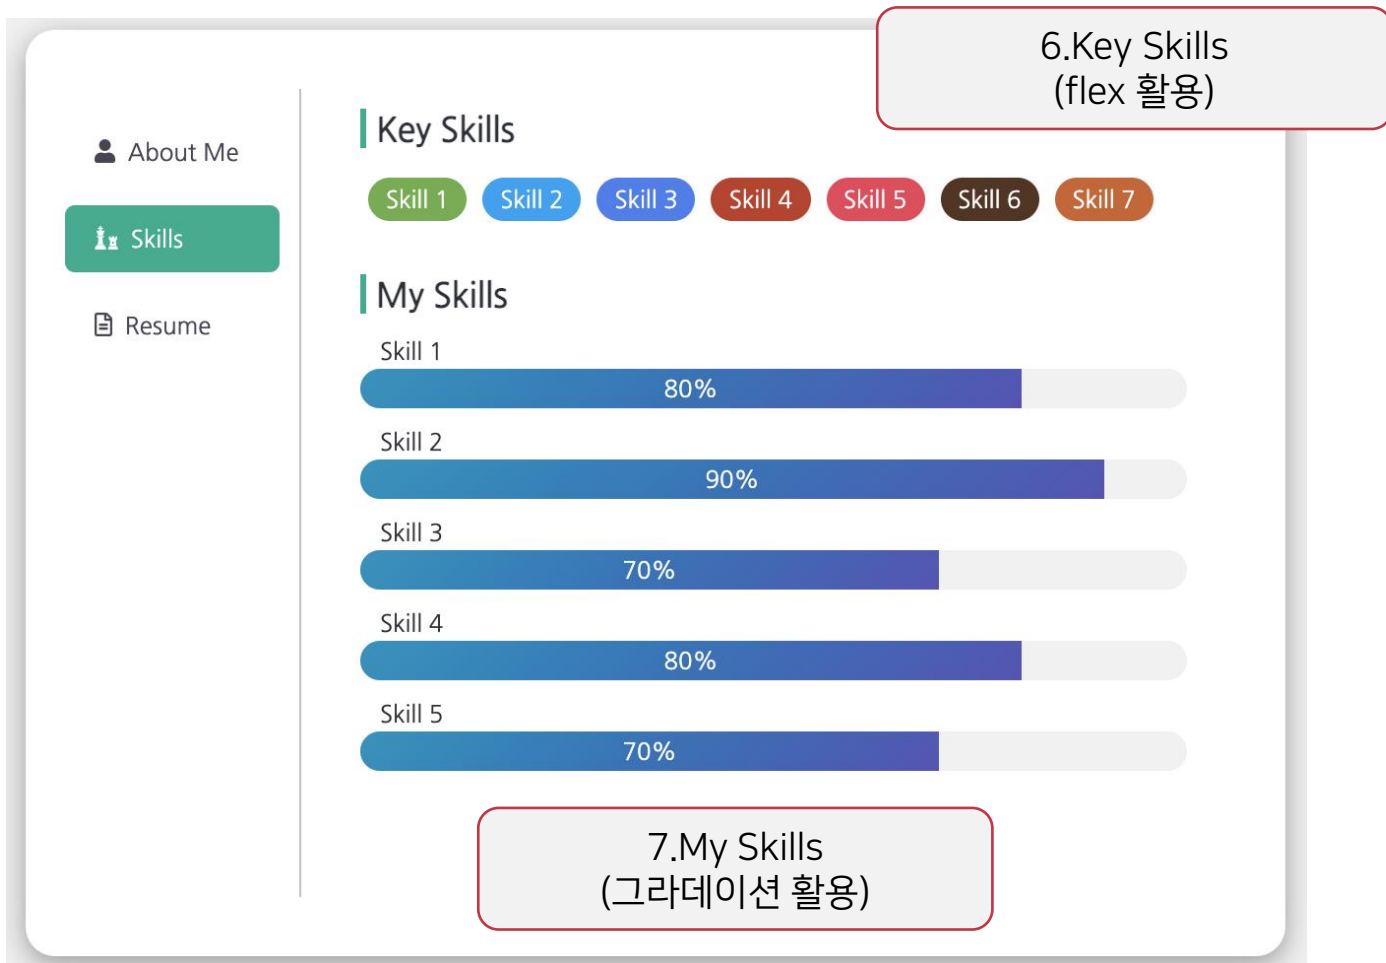 6.Key Skills
(flex 활용)
About Me
Skills
Resume
Key Skills
Skill 1 Skill 2 Skill 3 Skill 4 Skill 5 Skill 6 Skill 7
My Skills
Skill 1
80%
Skill 2
90%
Skill 3
70%
Skill 4
80%
Skill 5
70%
7.My Skills
(그라데이션 활용)